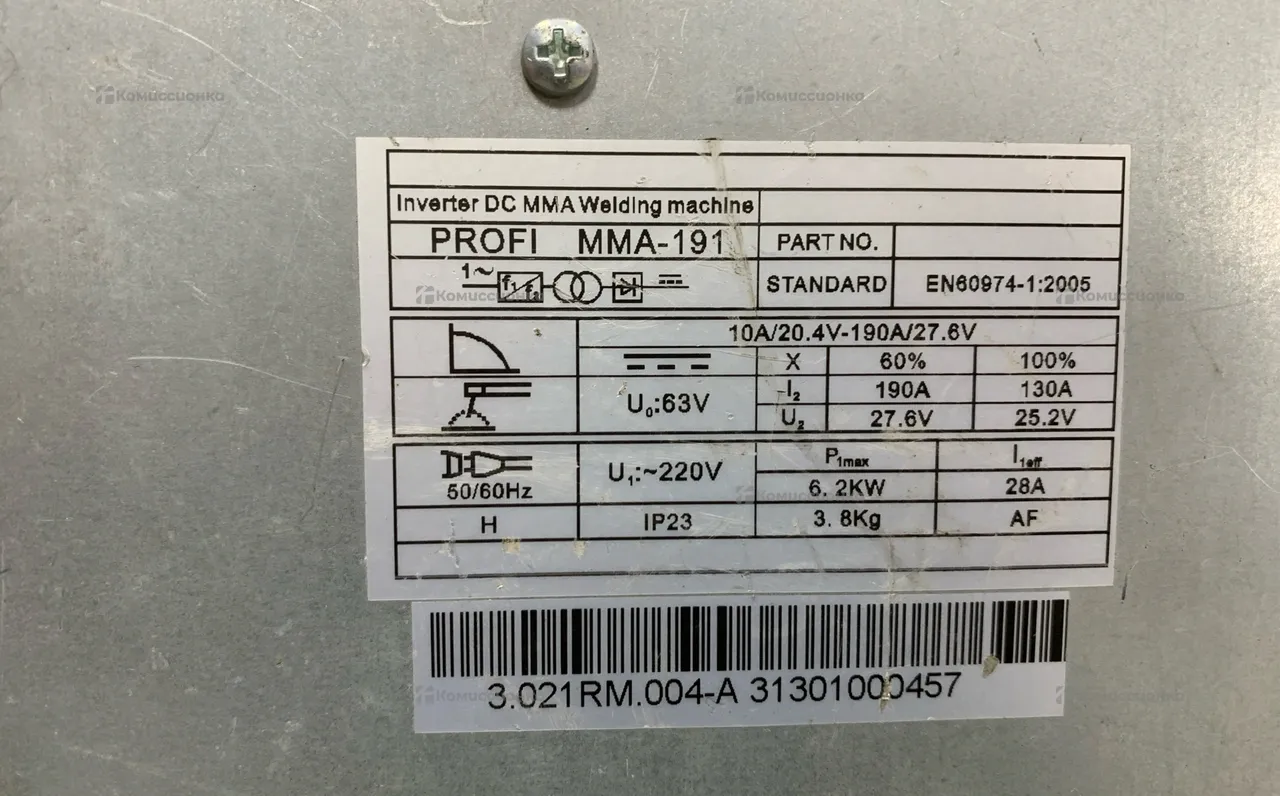 Комиссионка Комиссионка
Inverter DC MMA Welding machine
PROFI MMA-191 PART NO.
1~ f1 f2 STANDARD EN60974-1:2005
Комиссионка Комиссионка
10A/20.4V-190A/27.6V
X 60% 100%
U₀:63V I₂ 190A 130A
U₂ 27.6V 25.2V
50/60Hz U₁:~220V P₁max I₁eff
6.2KW 28A
H IP23 3.8Kg AF
3.021RM.004-A 31301000457